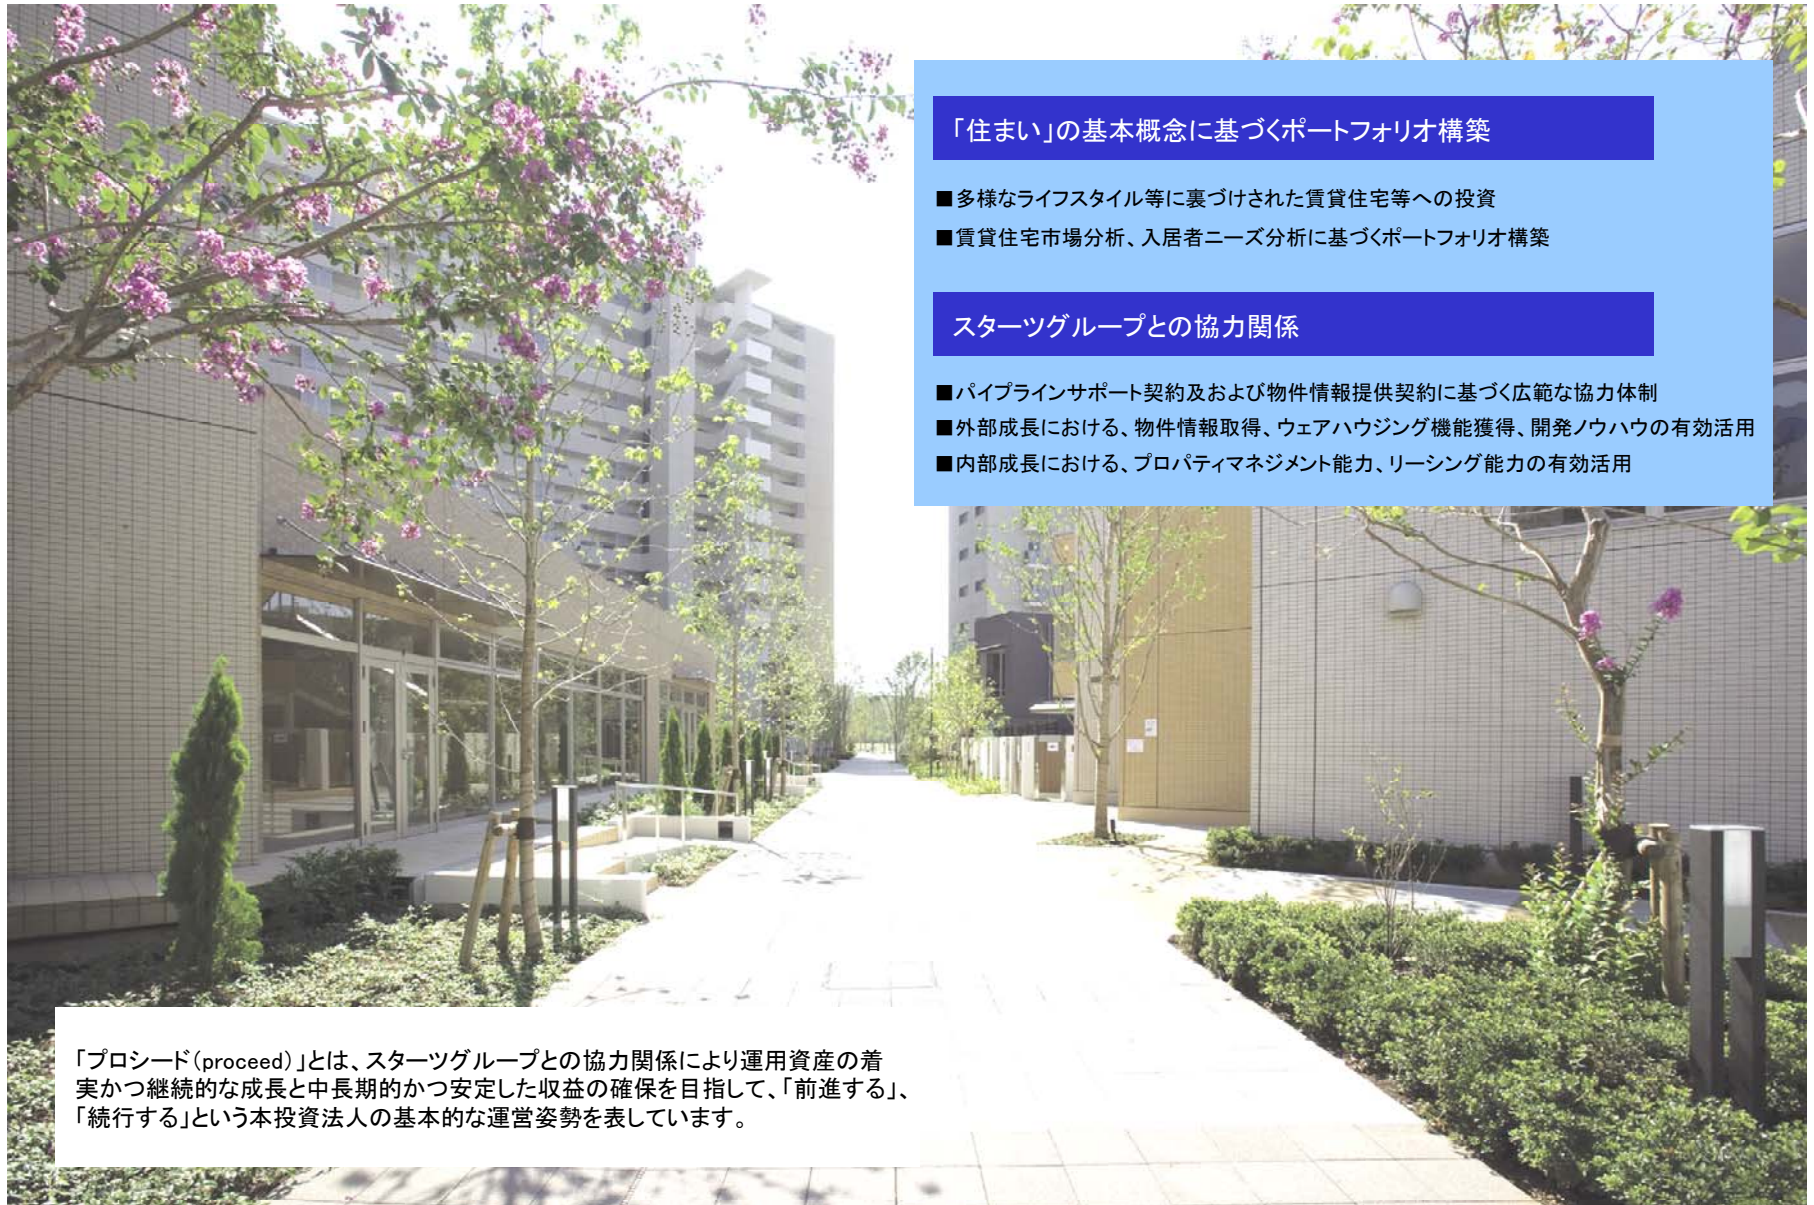 「住まい」の基本概念に基づくポートフォリオ構築
■多様なライフスタイル等に裏づけされた賃貸住宅等への投資
■賃貸住宅市場分析、入居者ニーズ分析に基づくポートフォリオ構築
スターツグループとの協力関係
■パイプラインサポート契約及および物件情報提供契約に基づく広範な協力体制
■外部成長における、物件情報取得、ウェアハウジング機能獲得、開発ノウハウの有効活用
■内部成長における、プロパティマネジメント能力、リーシング能力の有効活用
「プロシード(proceed)」とは、スターツグループとの協力関係により運用資産の着
実かつ継続的な成長と中長期的かつ安定した収益の確保を目指して、「前進する」、
「続行する」という本投資法人の基本的な運営姿勢を表しています。